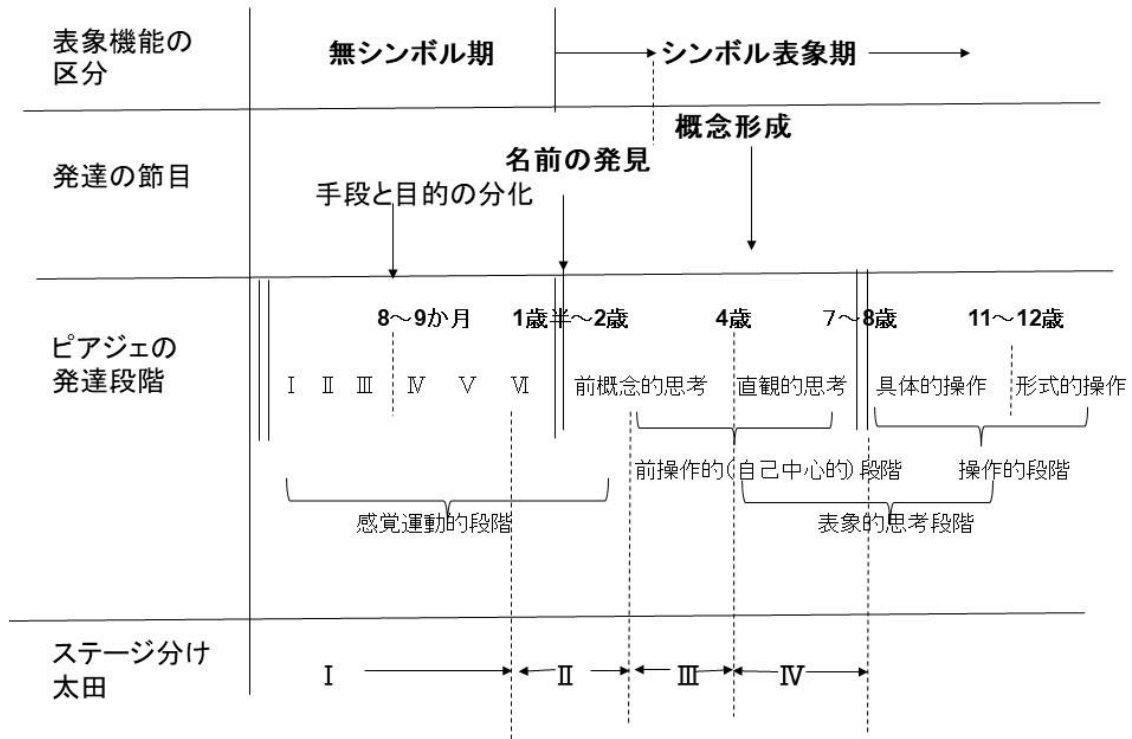 表象機能の
区分
無シンボル期
シンボル表象期
発達の節目
概念形成
名前の発見
手段と目的の分化
ピアジェの
発達段階
8～9か月
1歳半～2歳
4歳
7～8歳
11～12歳
Ⅰ Ⅱ Ⅲ Ⅳ Ⅴ Ⅵ
前概念的思考
直観的思考
具体的操作
形式的操作
前操作的(自己中心的)段階
操作的段階
感覚運動的段階
表象的思考段階
ステージ分け
太田
Ⅰ
Ⅱ
Ⅲ
Ⅳ